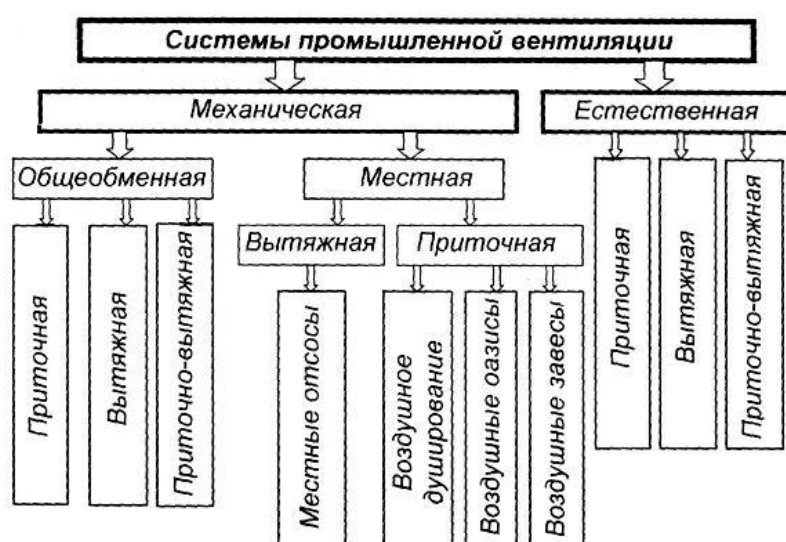 Системы промышленной вентиляции
Механическая
Естественная
Общеобменная
Местная
Вытяжная
Приточная
Приточная
Вытяжная
Приточно-вытяжная
Местные отсосы
Воздушное
душирование
Воздушные оазисы
Воздушные завесы
Приточная
Вытяжная
Приточно-вытяжная